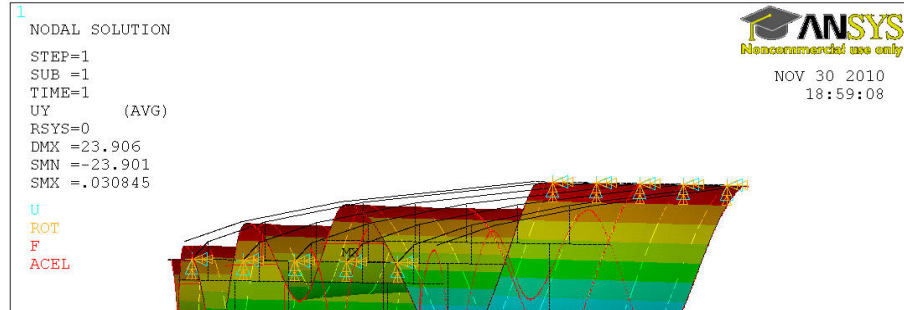 1
NODAL SOLUTION
STEP=1
SUB =1
TIME=1
UY (AVG)
RSYS=0
DMX =23.906
SMN =-23.901
SMX =.030845
U
ROT
F
ACEL
ANSYS
Noncommercial use only
NOV 30 2010
18:59:08
MX